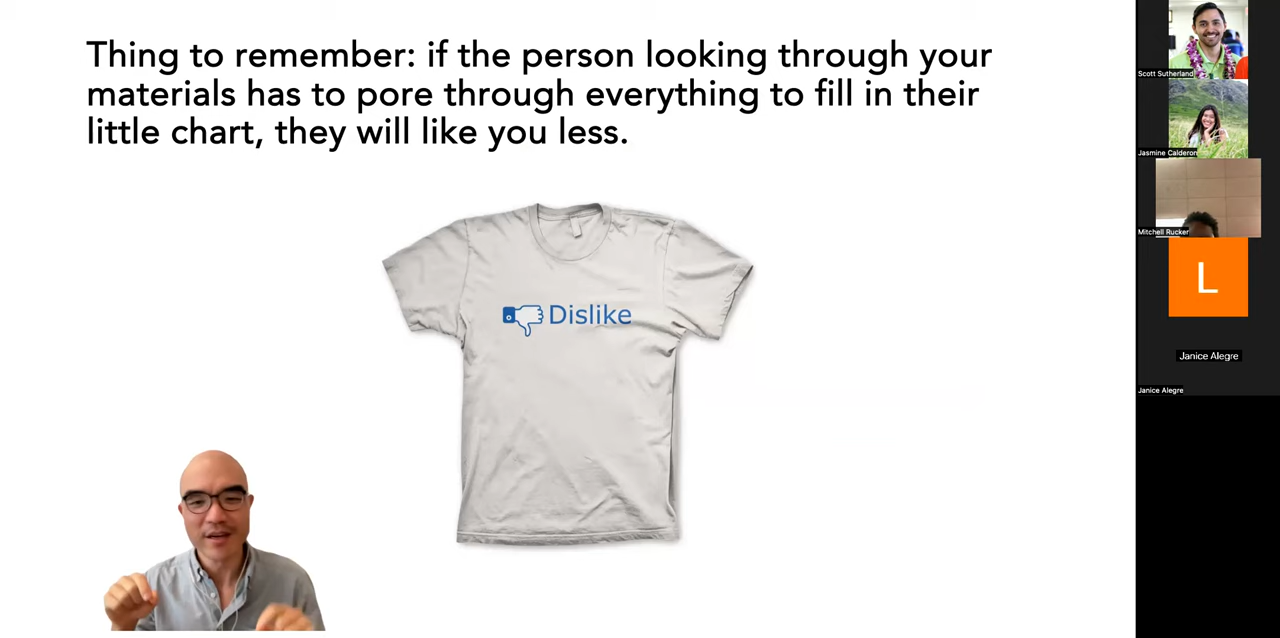 Thing to remember: if the person looking through your
materials has to pore through everything to fill in their
little chart, they will like you less.
Dislike
Scott Sutherland
Jasmine Calderon
Mitchell Rucker
L
Janice Alegre
Janice Alegre